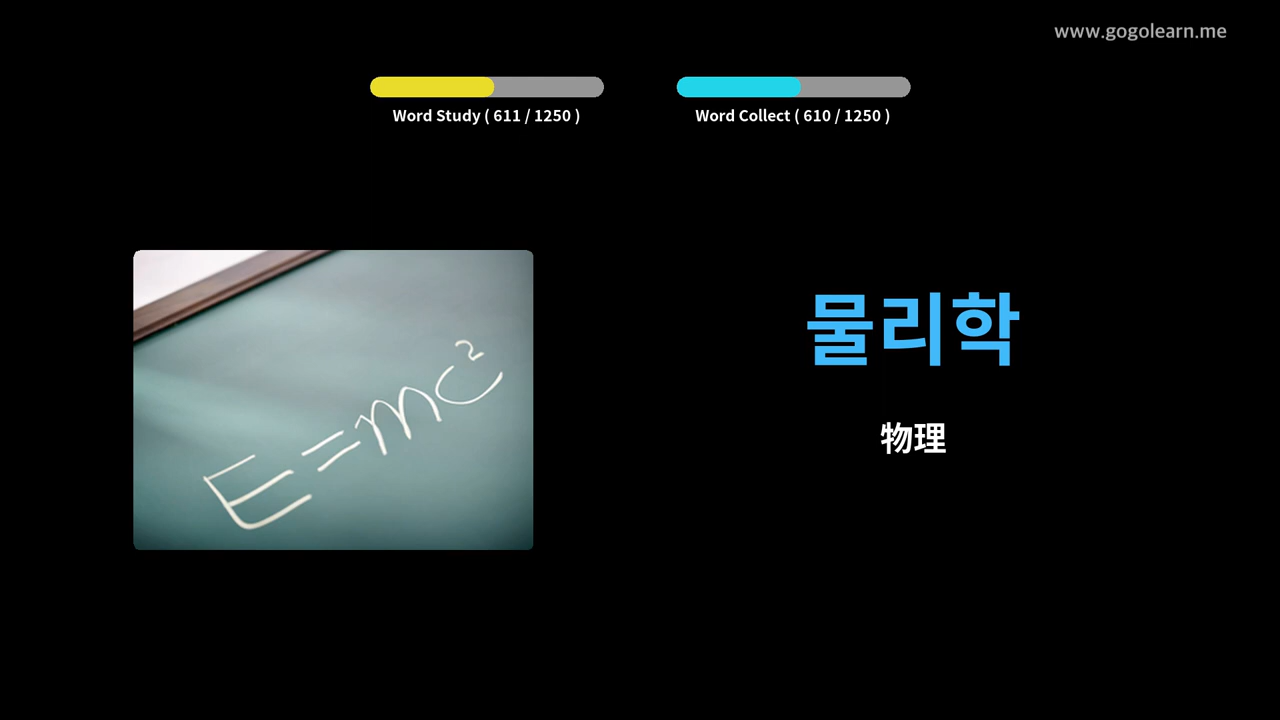 www.gogolearn.me
Word Study ( 611 / 1250 )
Word Collect ( 610 / 1250 )
E=mc²
물리학
物理